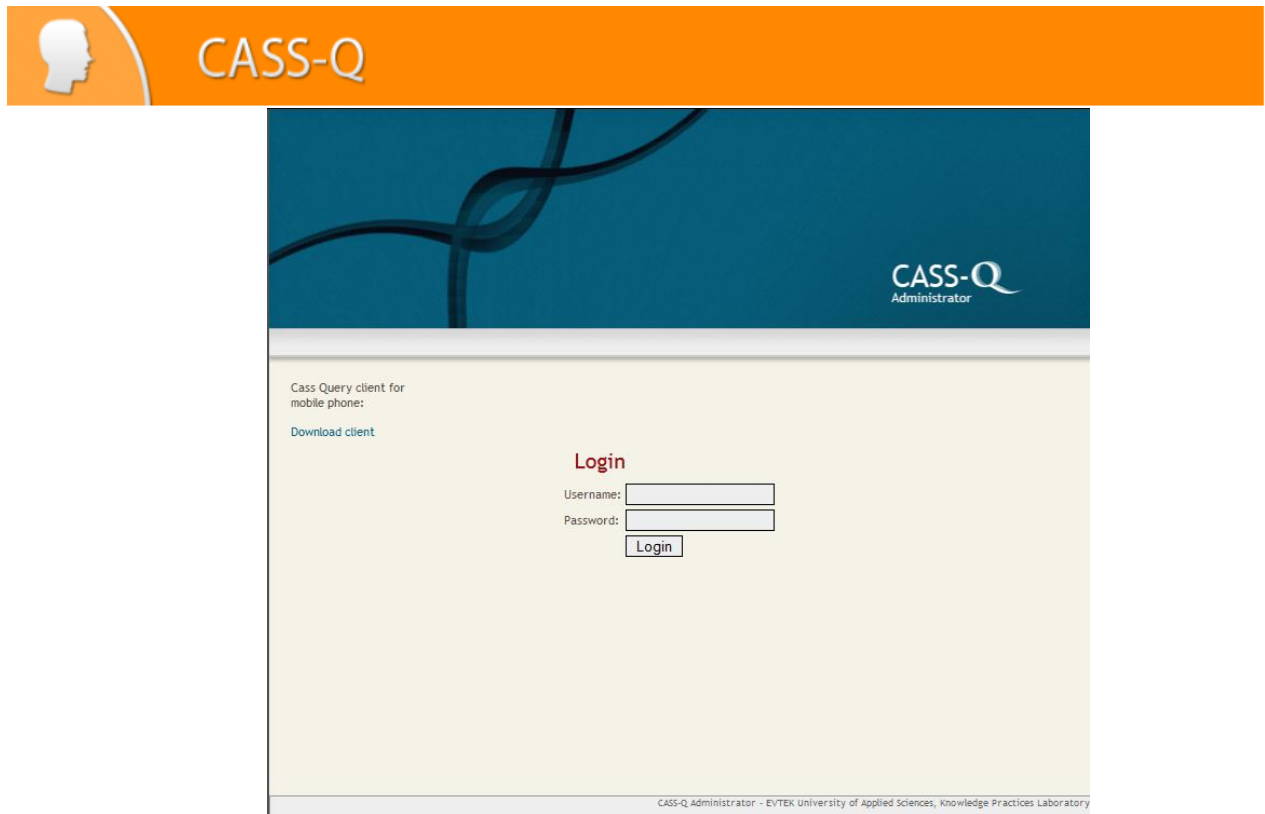 CASS-Q
CASS-Q
Administrator
Cass Query client for
mobile phone:
Download client
Login
Username:
Password:
Login
CASS-Q Administrator - EVTEK University of Applied Sciences, Knowledge Practices Laboratory